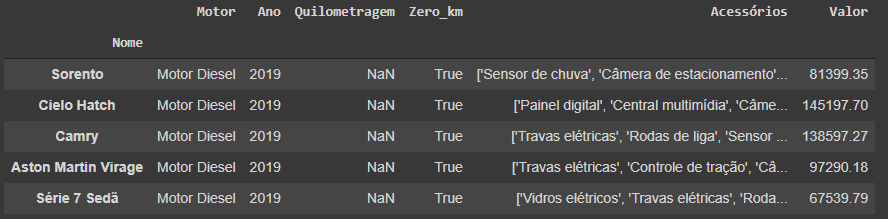 Motor Ano Quilometragem Zero_km Acessórios Valor
Nome
Sorento Motor Diesel 2019 NaN True ['Sensor de chuva', 'Câmera de estacionamento'... 81399.35
Cielo Hatch Motor Diesel 2019 NaN True ['Painel digital', 'Central multimídia', 'Câme... 145197.70
Camry Motor Diesel 2019 NaN True ['Travas elétricas', 'Rodas de liga', 'Sensor ... 138597.27
Aston Martin Virage Motor Diesel 2019 NaN True ['Travas elétricas', 'Controle de tração', 'Câ... 97290.18
Série 7 Sedã Motor Diesel 2019 NaN True ['Vidros elétricos', 'Travas elétricas', 'Roda... 67539.79